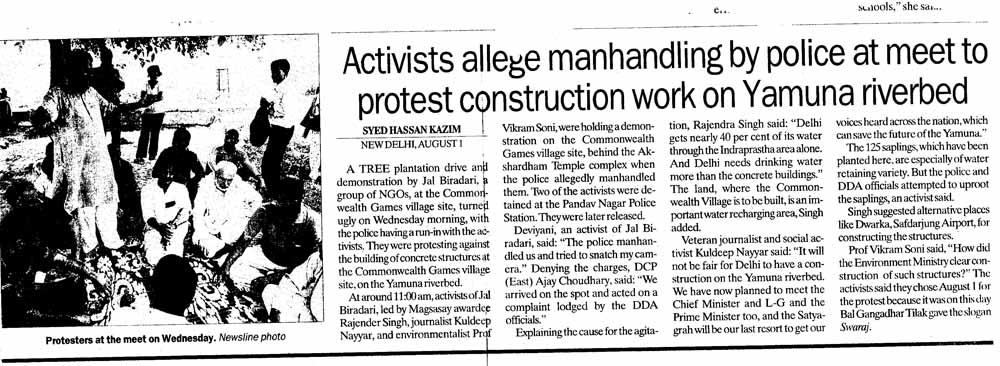 schools," she
Activists allege manhandling by police at meet to
protest construction work on Yamuna riverbed
SYED HASSAN KAZIM
NEW DELHI, AUGUST 1
A TREE plantation drive and
demonstration by Jal Biradari, a
group of NGOs, at the Common-
wealth Games village site, turned
ugly on Wednesday morning, with
the police having a run-in with the ac-
tivists. They were protesting against
the building of concrete structures at
the Commonwealth Games village
site, on the Yamuna riverbed.
At around 11:00 am, activists of Jal
Biradari, led by Magsasay awardee
Rajender Singh, journalist Kuldeep
Nayyar, and environmentalist Prof
Vikram Soni, were holding a demon-
stration on the Commonwealth
Games village site, behind the Ak-
shardham Temple complex when
the police allegedly manhandled
them. Two of the activists were de-
tained at the Pandav Nagar Police
Station. They were later released.
Deviyani, an activist of Jal Bi-
radari, said: "The police manhan-
dled us and tried to snatch my cam-
era." Denying the charges, DCP
(East) Ajay Choudhary, said: "We
arrived on the spot and acted on a
complaint lodged by the DDA
officials."
Explaining the cause for the agita-
tion, Rajendra Singh said: "Delhi
gets nearly 40 per cent of its water
through the Indraprastha area alone.
And Delhi needs drinking water
more than the concrete buildings."
The land, where the Common-
wealth Village is to be built, is an im-
portant water recharging area, Singh
added.
Veteran journalist and social ac-
tivist Kuldeep Nayyar said: "It will
not be fair for Delhi to have a con-
struction on the Yamuna riverbed.
We have now planned to meet the
Chief Minister and L-G and the
Prime Minister too, and the Satya-
grah will be our last resort to get our
voices heard across the nation, which
can save the future of the Yamuna."
The 125 saplings, which have been
planted here, are especially of water
retaining variety. But the police and
DDA officials attempted to uproot
the saplings, an activist said.
Singh suggested alternative places
like Dwarka, Safdarjung Airport, for
constructing the structures.
Prof Vikram Soni said, "How did
the Environment Ministry clear con-
struction of such structures?" The
activists said they chose August 1 for
the protest because it was on this day
Bal Gangadhar Tilak gave the slogan
Swaraj.
Protesters at the meet on Wednesday. Newsline photo